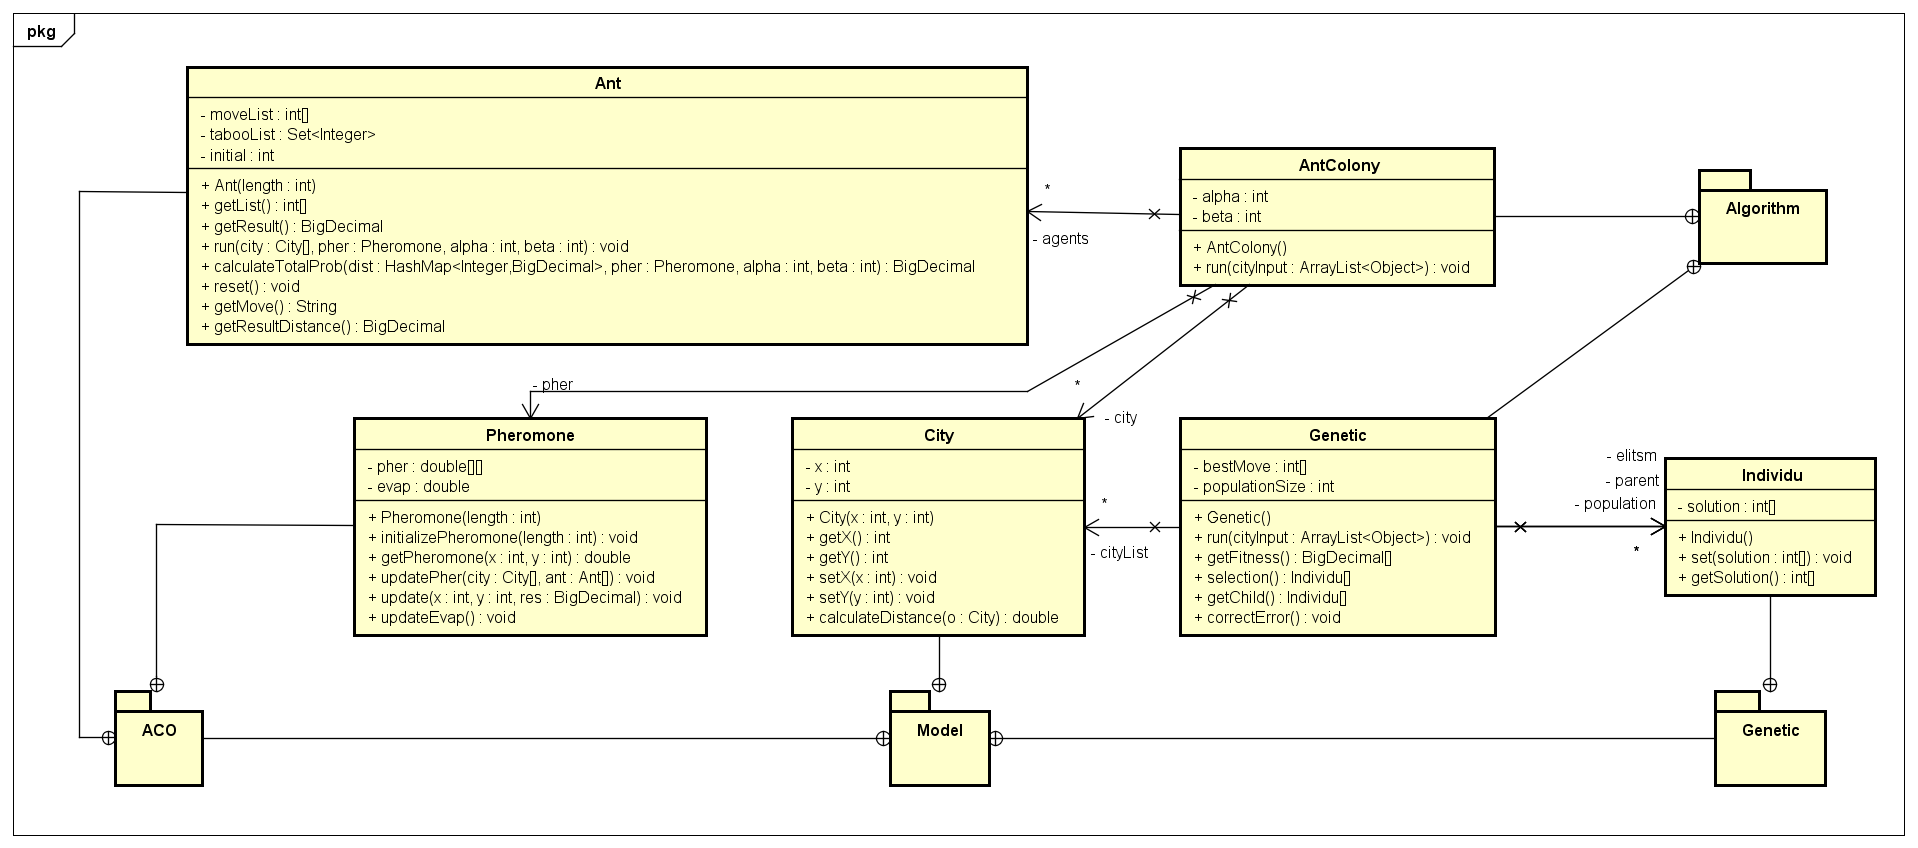 pkg
Ant
- moveList : int[]
- tabooList : Set<Integer>
- initial : int
+ Ant(length : int)
+ getList() : int[]
+ getResult() : BigDecimal
+ run(city : City[], pher : Pheromone, alpha : int, beta : int) : void
+ calculateTotalProb(dist : HashMap<Integer,BigDecimal>, pher : Pheromone, alpha : int, beta : int) : BigDecimal
+ reset() : void
+ getMove() : String
+ getResultDistance() : BigDecimal
*
- agents
AntColony
- alpha : int
- beta : int
+ AntColony()
+ run(cityInput : ArrayList<Object>) : void
Algorithm
- pher
*
- city
Pheromone
- pher : double[][]
- evap : double
+ Pheromone(length : int)
+ initializePheromone(length : int) : void
+ getPheromone(x : int, y : int) : double
+ updatePher(city : City[], ant : Ant[]) : void
+ update(x : int, y : int, res : BigDecimal) : void
+ updateEvap() : void
City
- x : int
- y : int
+ City(x : int, y : int)
+ getX() : int
+ getY() : int
+ setX(x : int) : void
+ setY(y : int) : void
+ calculateDistance(o : City) : double
*
- cityList
Genetic
- bestMove : int[]
- populationSize : int
+ Genetic()
+ run(cityInput : ArrayList<Object>) : void
+ getFitness() : BigDecimal[]
+ selection() : Individu[]
+ getChild() : Individu[]
+ correctError() : void
- elitsm
- parent
- population
*
Individu
- solution : int[]
+ Individu()
+ set(solution : int[]) : void
+ getSolution() : int[]
ACO
Model
Genetic